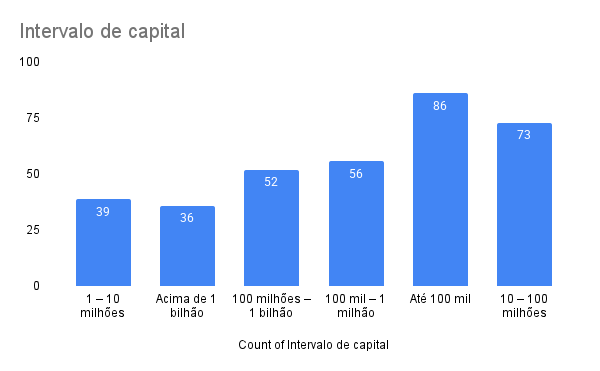 Intervalo de capital
100
75
50
25
0
39
36
52
56
86
73
1 – 10
milhões
Acima de 1
bilhão
100 milhões –
1 bilhão
100 mil – 1
milhão
Até 100 mil
10 – 100
milhões
Count of Intervalo de capital